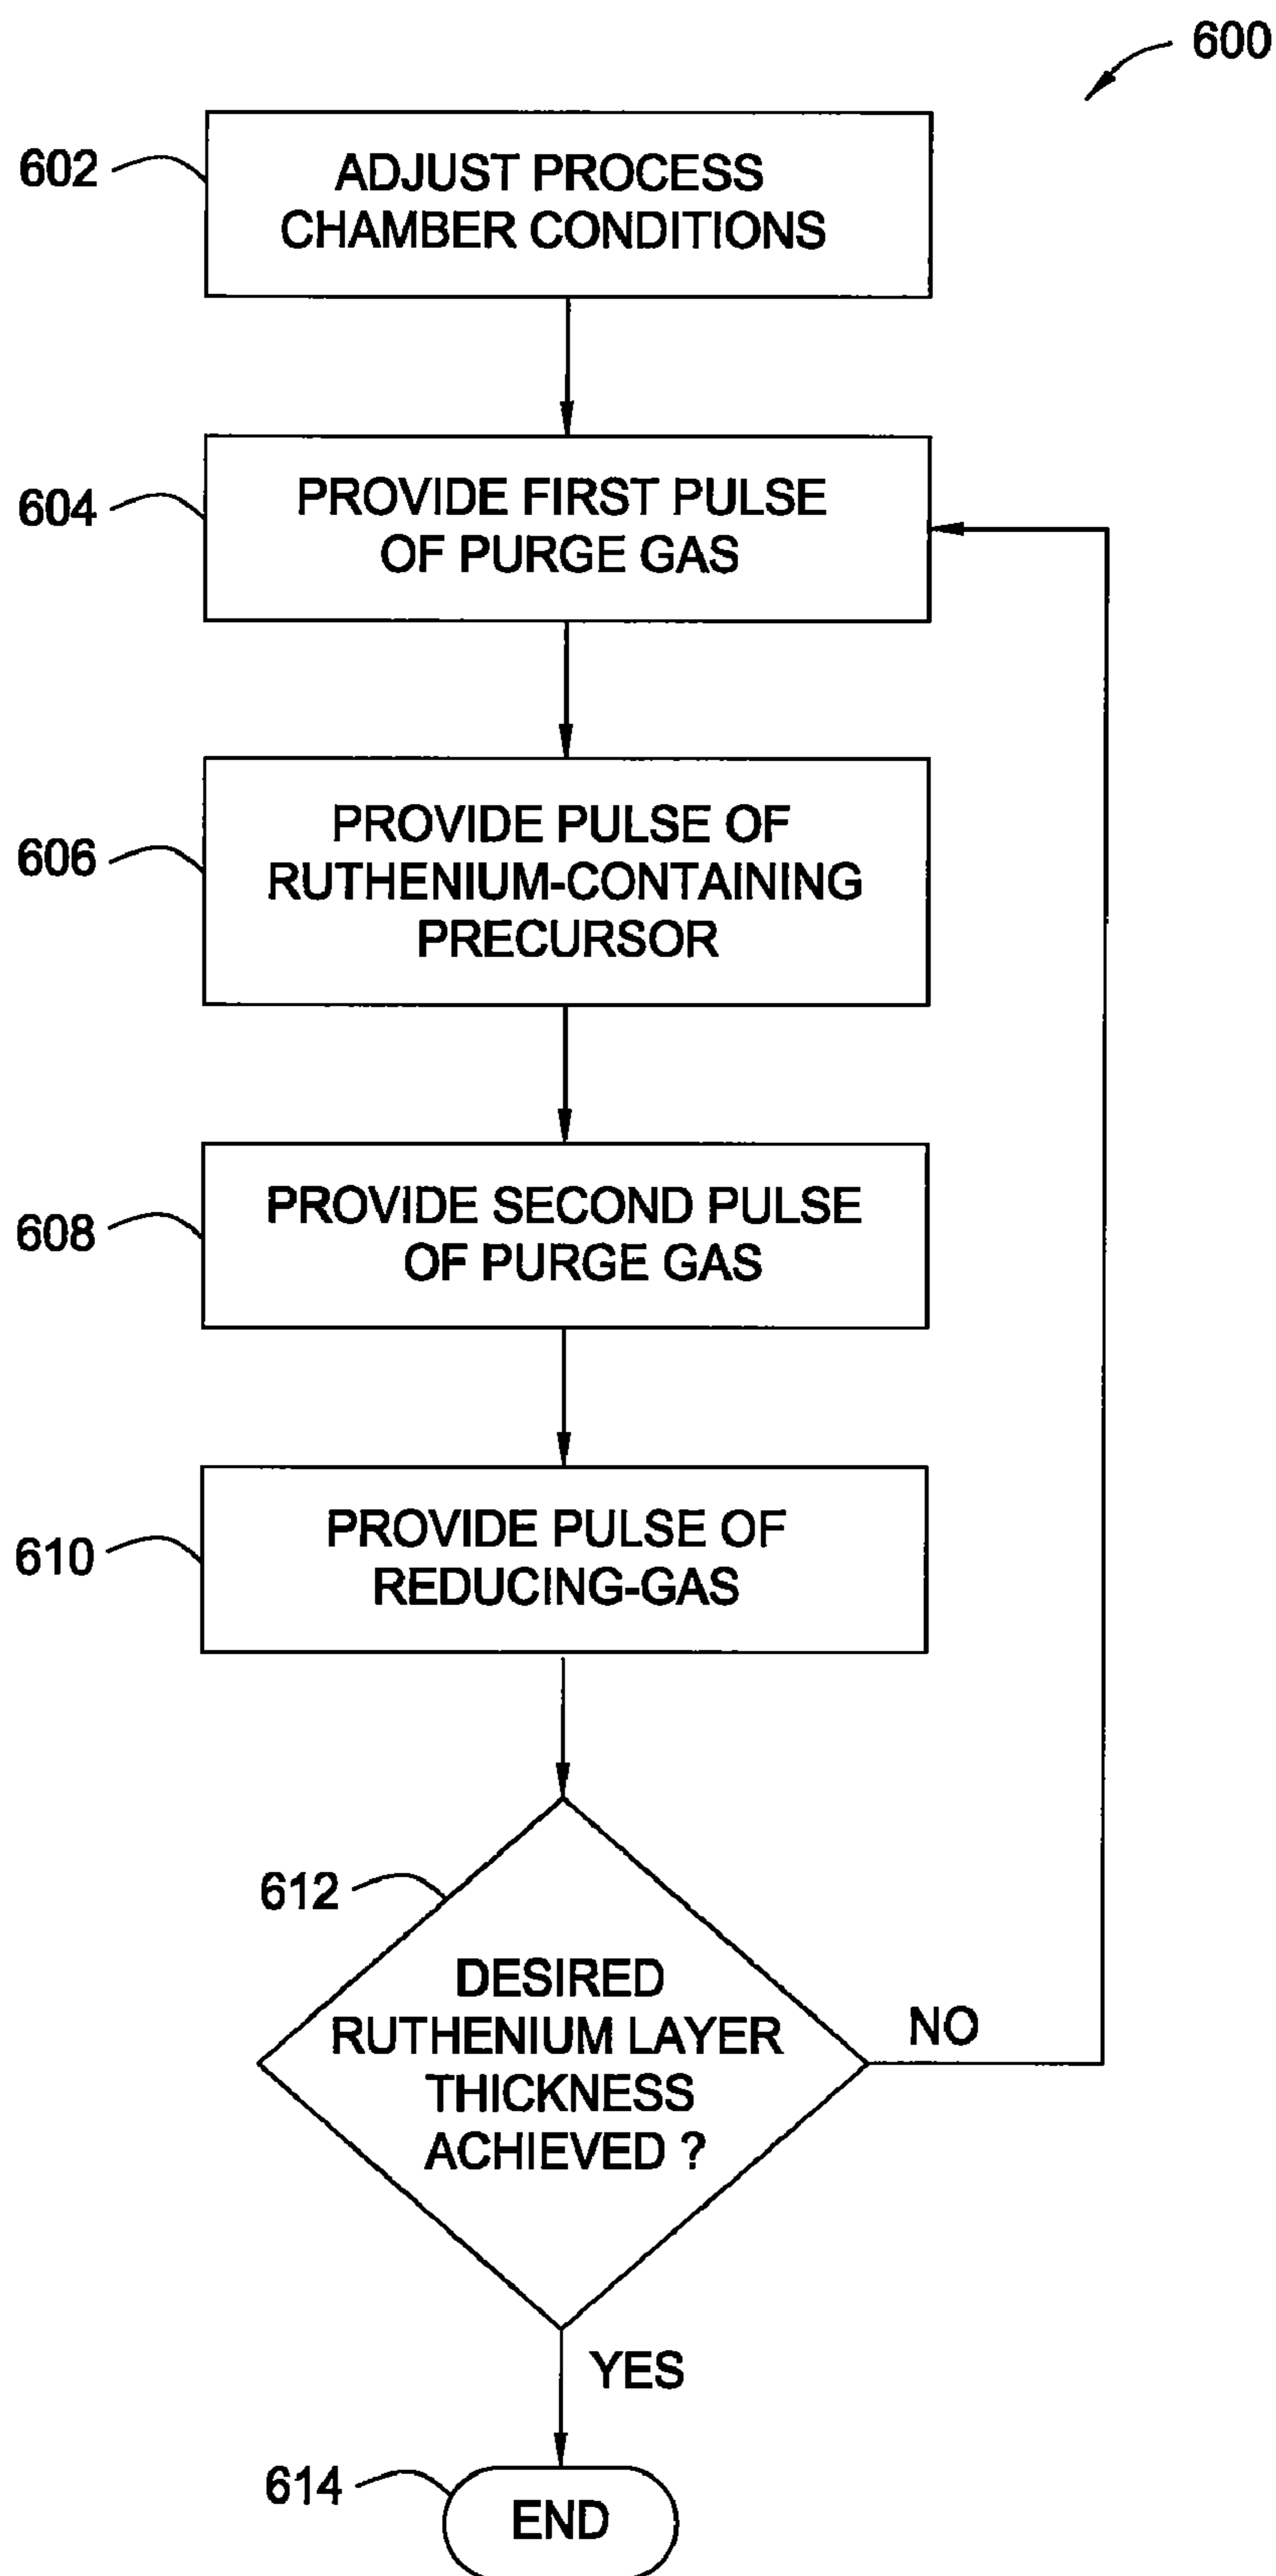 600
602
ADJUST PROCESS
CHAMBER CONDITIONS
604
PROVIDE FIRST PULSE
OF PURGE GAS
606
PROVIDE PULSE OF
RUTHENIUM-CONTAINING
PRECURSOR
608
PROVIDE SECOND PULSE
OF PURGE GAS
610
PROVIDE PULSE OF
REDUCING-GAS
612
DESIRED
RUTHENIUM LAYER
THICKNESS
ACHIEVED ?
NO
YES
614
END